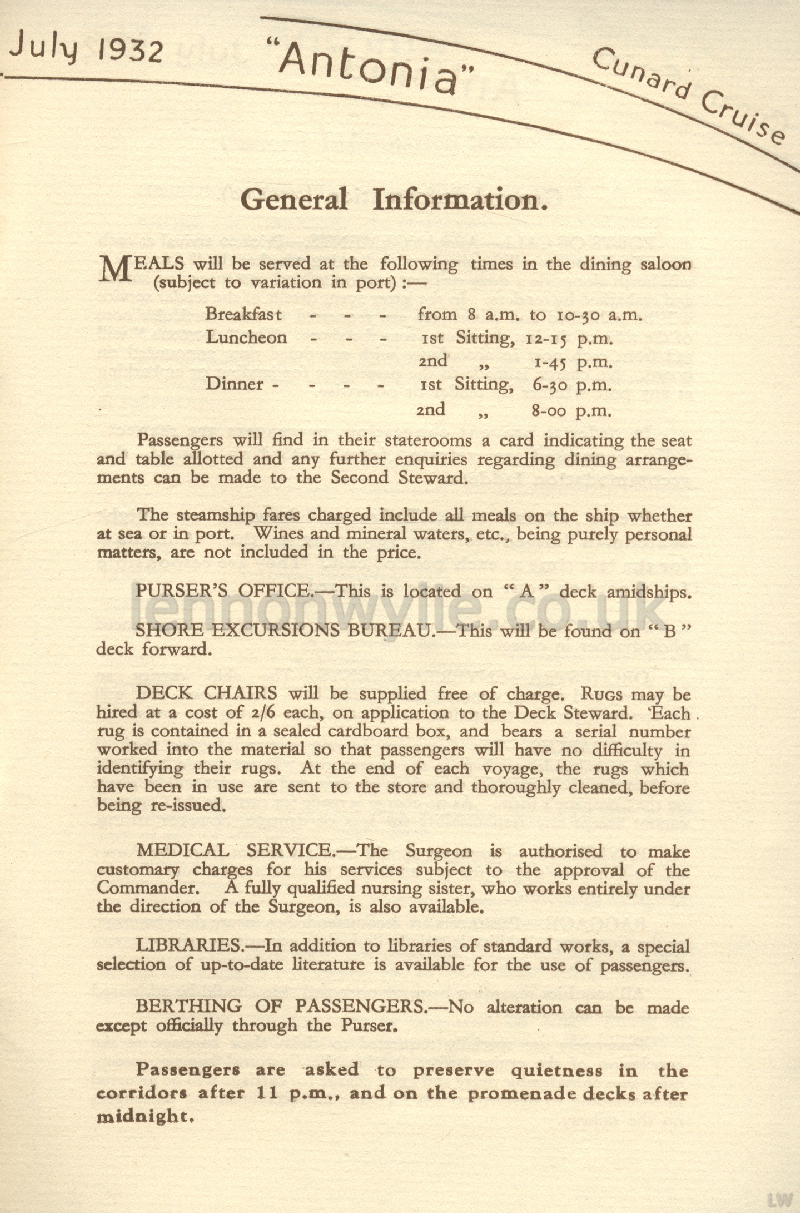 July 1932 "Antonia" Cunard Cruise
General Information.
MEALS will be served at the following times in the dining saloon
(subject to variation in port) :—
Breakfast - - - from 8 a.m. to 10-30 a.m.
Luncheon - - - 1st Sitting, 12-15 p.m.
2nd „ 1-45 p.m.
Dinner - - - - 1st Sitting, 6-30 p.m.
2nd „ 8-00 p.m.
Passengers will find in their staterooms a card indicating the seat
and table allotted and any further enquiries regarding dining arrange-
ments can be made to the Second Steward.
The steamship fares charged include all meals on the ship whether
at sea or in port. Wines and mineral waters, etc., being purely personal
matters, are not included in the price.
PURSER'S OFFICE.—This is located on "A" deck amidships.
lennonwylie.co.uk
SHORE EXCURSIONS BUREAU.—This will be found on "B"
deck forward.
DECK CHAIRS will be supplied free of charge. RUGS may be
hired at a cost of 2/6 each, on application to the Deck Steward. Each
rug is contained in a sealed cardboard box, and bears a serial number
worked into the material so that passengers will have no difficulty in
identifying their rugs. At the end of each voyage, the rugs which
have been in use are sent to the store and thoroughly cleaned, before
being re-issued.
MEDICAL SERVICE.—The Surgeon is authorised to make
customary charges for his services subject to the approval of the
Commander. A fully qualified nursing sister, who works entirely under
the direction of the Surgeon, is also available.
LIBRARIES.—In addition to libraries of standard works, a special
selection of up-to-date literature is available for the use of passengers.
BERTHING OF PASSENGERS.—No alteration can be made
except officially through the Purser.
Passengers are asked to preserve quietness in the
corridors after 11 p.m., and on the promenade decks after
midnight.
LW